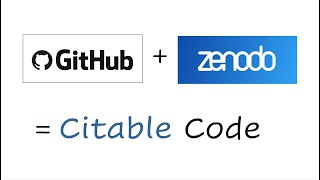 GitHub + zenodo
= Citable Code